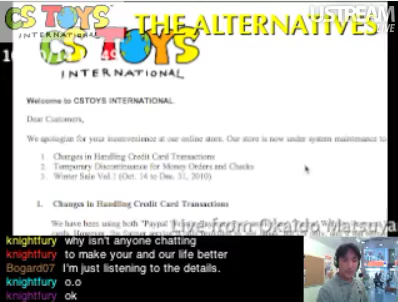 CS TOYS
INTERNATIONAL
THE ALTERNATIVES
USTREAM
CS TOYS
INTERNATIONAL
Welcome to CSTOYS INTERNATIONAL.
Dear Customers,
We apologize for your inconvenience at our online store. Our store is now under system maintenance to
1. Changes in Handling Credit Card Transactions
2. Temporary Discontinuance for Money Orders and Checks
3. Winter Sale Vol.1 (Oct. 14 to Dec. 31, 2010)
1. Changes in Handling Credit Card Transactions
We have been using both "Paypal
Live from Okaido Matsuya
knightfury why isn't anyone chatting
knightfury to make your and our life better
Bogard07 I'm just listening to the details.
knightfury o.o
knightfury ok